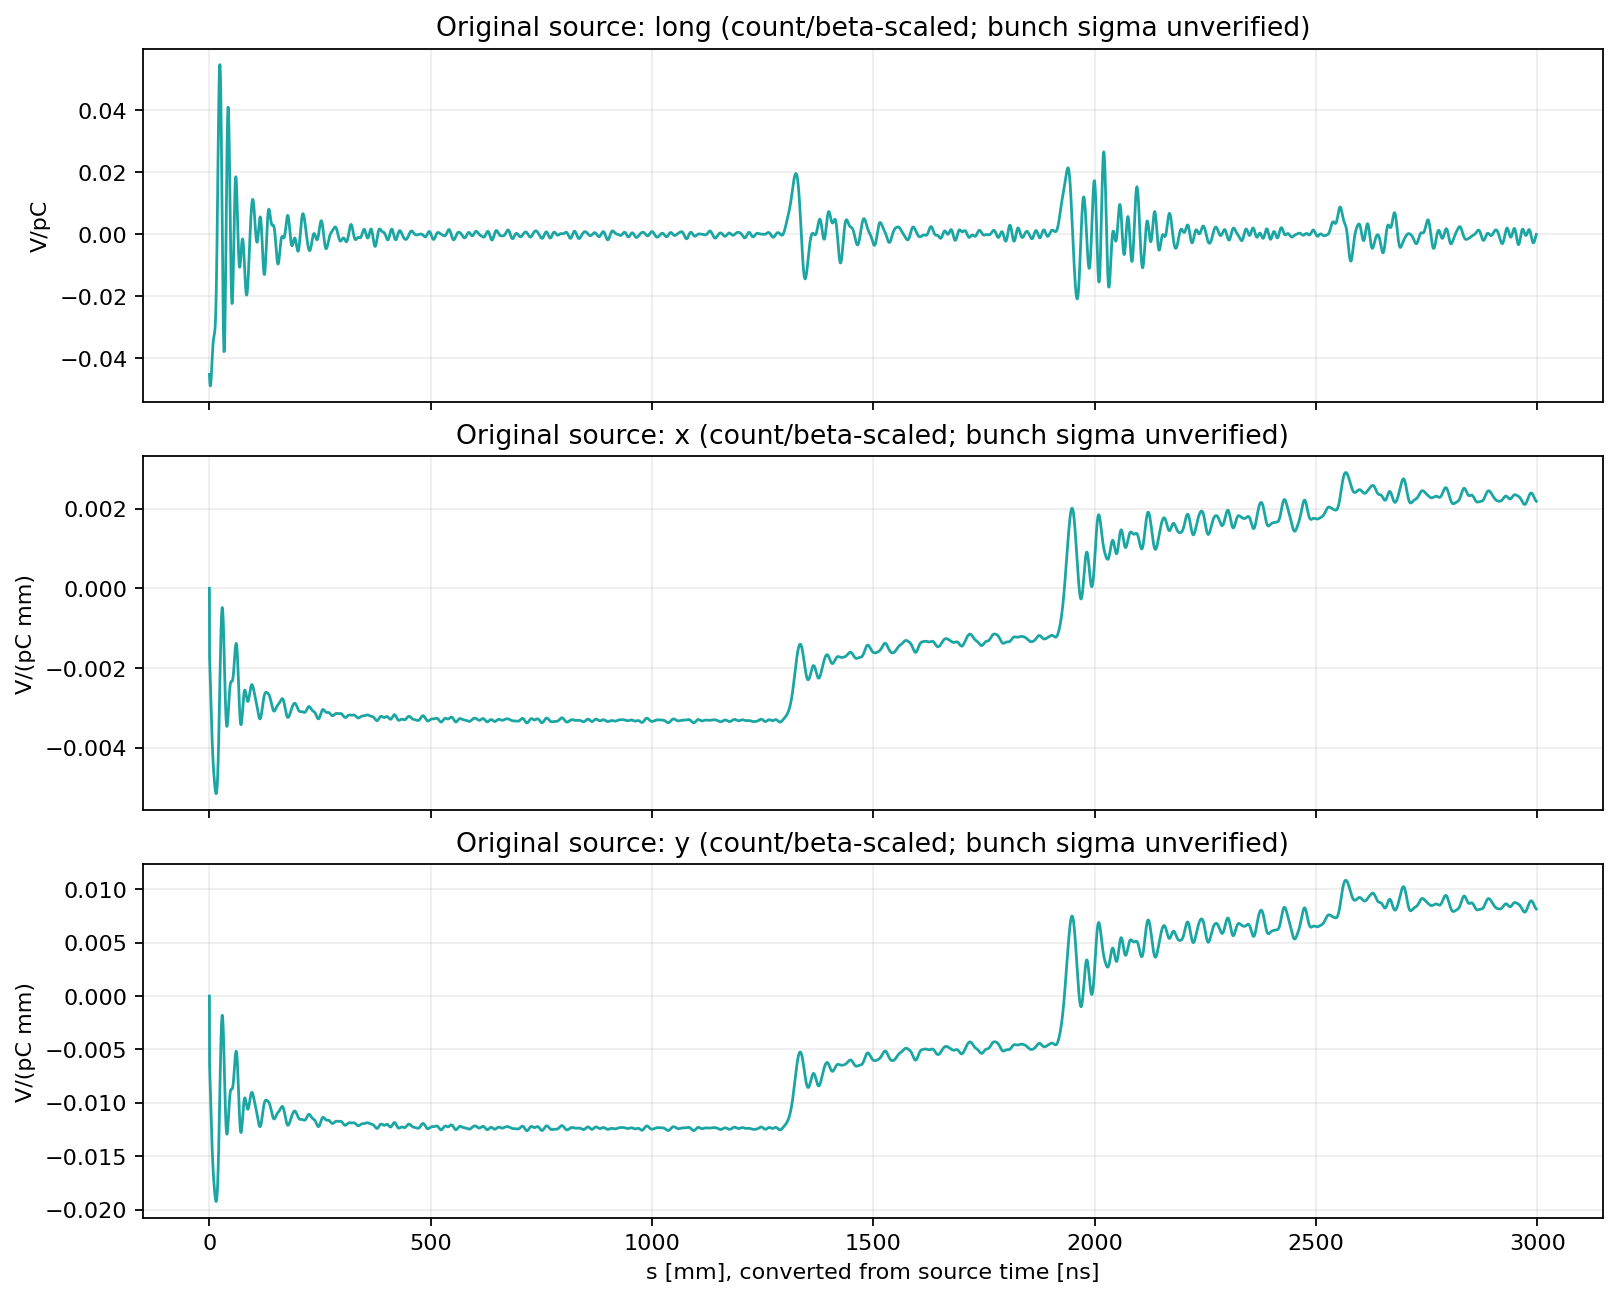 Original source: long (count/beta-scaled; bunch sigma unverified)
V/pC
0.04
0.02
0.00
−0.02
−0.04
Original source: x (count/beta-scaled; bunch sigma unverified)
V/(pC mm)
0.002
0.000
−0.002
−0.004
Original source: y (count/beta-scaled; bunch sigma unverified)
V/(pC mm)
0.010
0.005
0.000
−0.005
−0.010
−0.015
−0.020
0 500 1000 1500 2000 2500 3000
s [mm], converted from source time [ns]